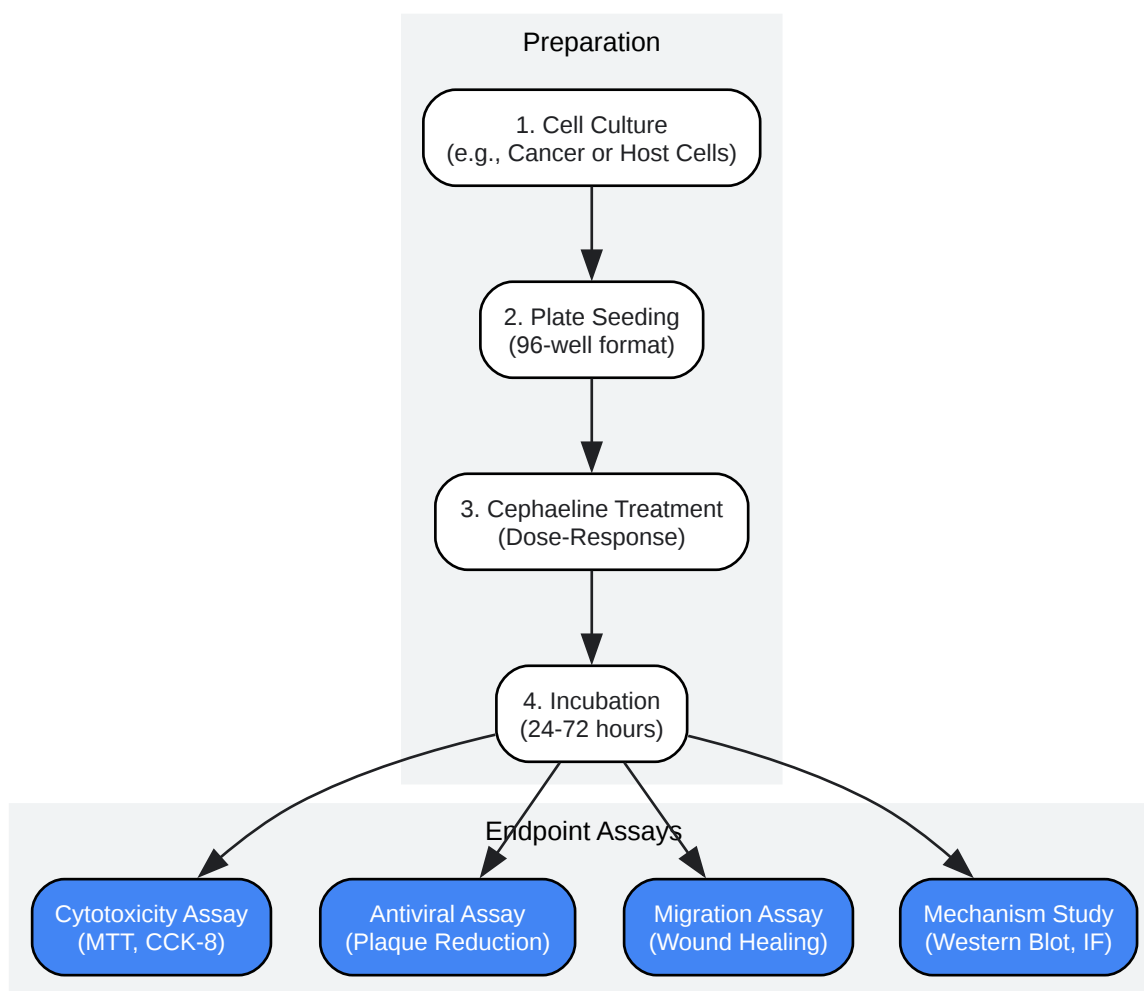 Preparation
1. Cell Culture
(e.g., Cancer or Host Cells)
2. Plate Seeding
(96-well format)
3. Cephaeline Treatment
(Dose-Response)
4. Incubation
(24-72 hours)
Endpoint Assays
Cytotoxicity Assay
(MTT, CCK-8)
Antiviral Assay
(Plaque Reduction)
Migration Assay
(Wound Healing)
Mechanism Study
(Western Blot, IF)